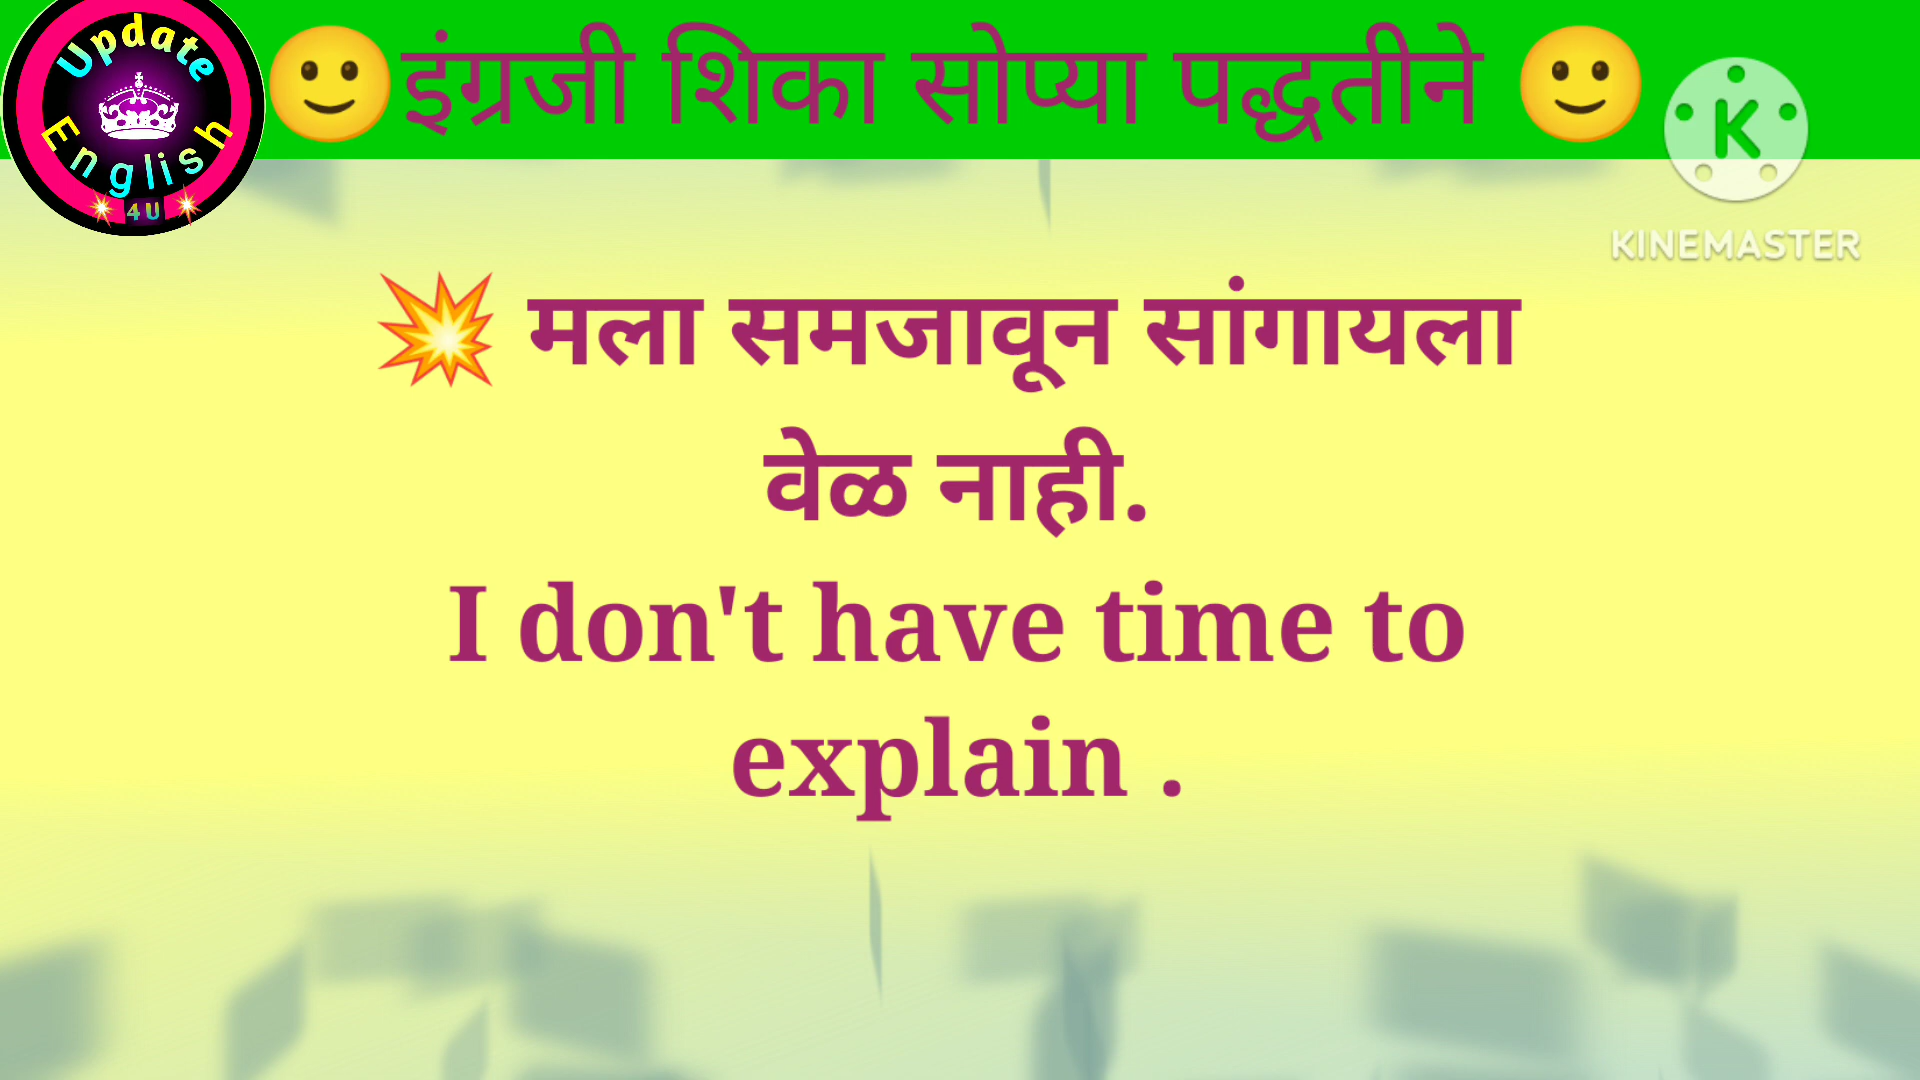 Update
English
4U
🙂इंग्रजी शिका सोप्या पद्धतीने 🙂
K
KINEMASTER
💥 मला समजावून सांगायला
वेळ नाही.
I don't have time to
explain .